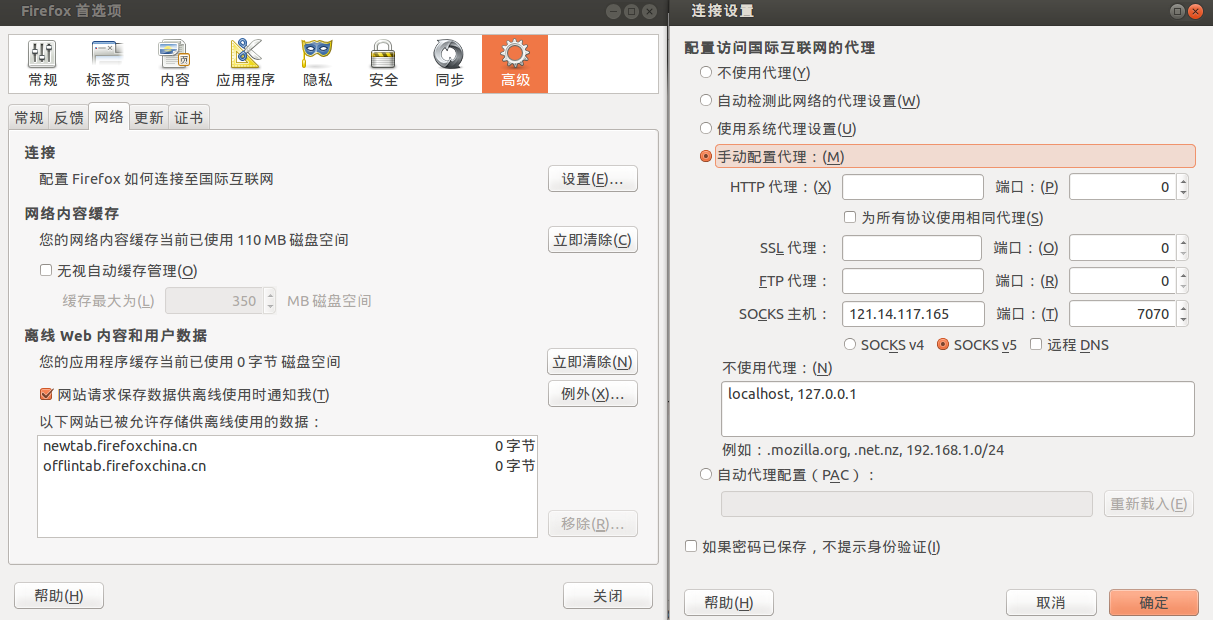 Firefox 首选项
常规 标签页 内容 应用程序 隐私 安全 同步 高级
常规 反馈 网络 更新 证书
连接
配置 Firefox 如何连接至国际互联网
设置(E)...
网络内容缓存
您的网络内容缓存当前已使用 110 MB 磁盘空间
立即清除(C)
无视自动缓存管理(O)
缓存最大为(L) 350 MB 磁盘空间
离线 Web 内容和用户数据
您的应用程序缓存当前已使用 0 字节 磁盘空间
立即清除(N)
网站请求保存数据供离线使用时通知我(T)
例外(X)...
以下网站已被允许存储供离线使用的数据：
newtab.firefoxchina.cn 0 字节
offlintab.firefoxchina.cn 0 字节
移除(R)...
帮助(H) 关闭
连接设置
配置访问国际互联网的代理
不使用代理(Y)
自动检测此网络的代理设置(W)
使用系统代理设置(U)
手动配置代理：(M)
HTTP 代理：(X) 端口：(P) 0
为所有协议使用相同代理(S)
SSL 代理： 端口：(O) 0
FTP 代理： 端口：(R) 0
SOCKS 主机： 121.14.117.165 端口：(T) 7070
SOCKS v4 SOCKS v5 远程 DNS
不使用代理：(N)
localhost, 127.0.0.1
例如：.mozilla.org, .net.nz, 192.168.1.0/24
自动代理配置（PAC）：
重新载入(E)
如果密码已保存，不提示身份验证(I)
帮助(H) 取消 确定